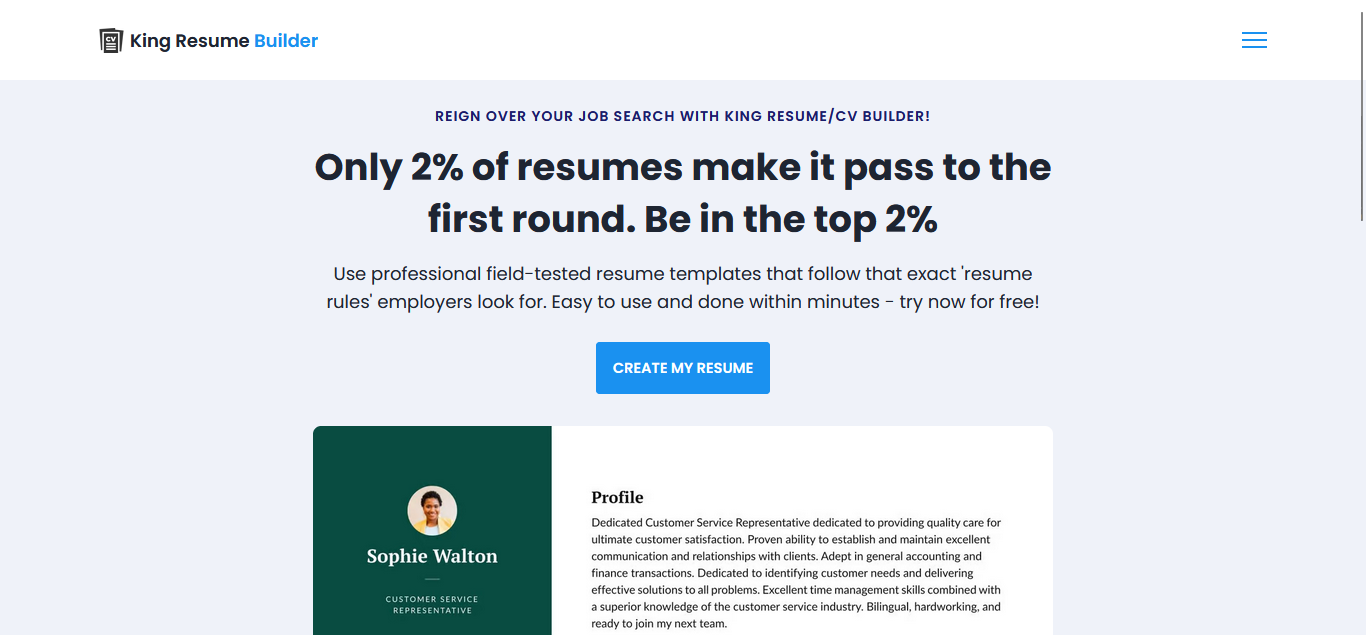 CV
King Resume Builder
REIGN OVER YOUR JOB SEARCH WITH KING RESUME/CV BUILDER!
Only 2% of resumes make it pass to the
first round. Be in the top 2%
Use professional field-tested resume templates that follow that exact 'resume
rules' employers look for. Easy to use and done within minutes - try now for free!
CREATE MY RESUME
Sophie Walton
CUSTOMER SERVICE
REPRESENTATIVE
Profile
Dedicated Customer Service Representative dedicated to providing quality care for
ultimate customer satisfaction. Proven ability to establish and maintain excellent
communication and relationships with clients. Adept in general accounting and
finance transactions. Dedicated to identifying customer needs and delivering
effective solutions to all problems. Excellent time management skills combined with
a superior knowledge of the customer service industry. Bilingual, hardworking, and
ready to join my next team.